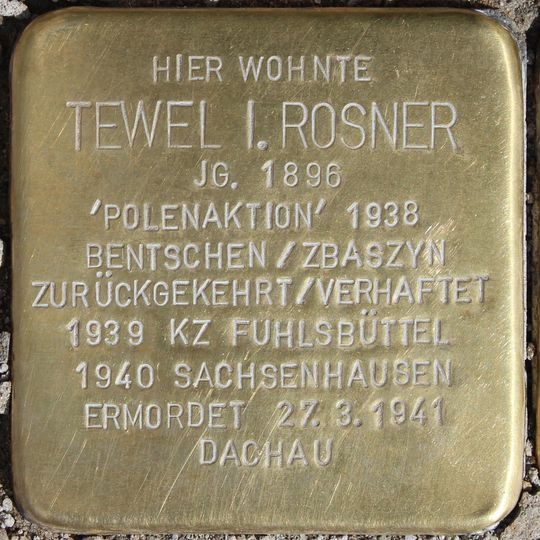 HIER WOHNTE
TEWEL I. ROSNER
JG. 1896
'POLENAKTION' 1938
BENTSCHEN/ZBASZYN
ZURÜCKGEKEHRT/VERHAFTET
1939 KZ FUHLSBÜTTEL
1940 SACHSENHAUSEN
ERMORDET 27.3.1941
DACHAU